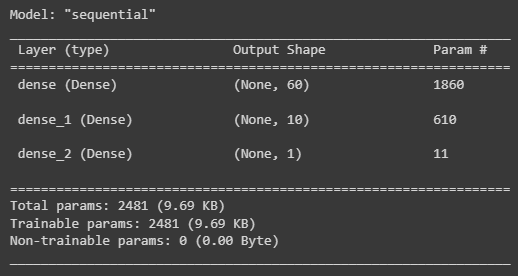 Model: "sequential"
_________________________________________________________________
Layer (type) Output Shape Param #
=================================================================
dense (Dense) (None, 60) 1860
dense_1 (Dense) (None, 10) 610
dense_2 (Dense) (None, 1) 11
=================================================================
Total params: 2481 (9.69 KB)
Trainable params: 2481 (9.69 KB)
Non-trainable params: 0 (0.00 Byte)
_________________________________________________________________